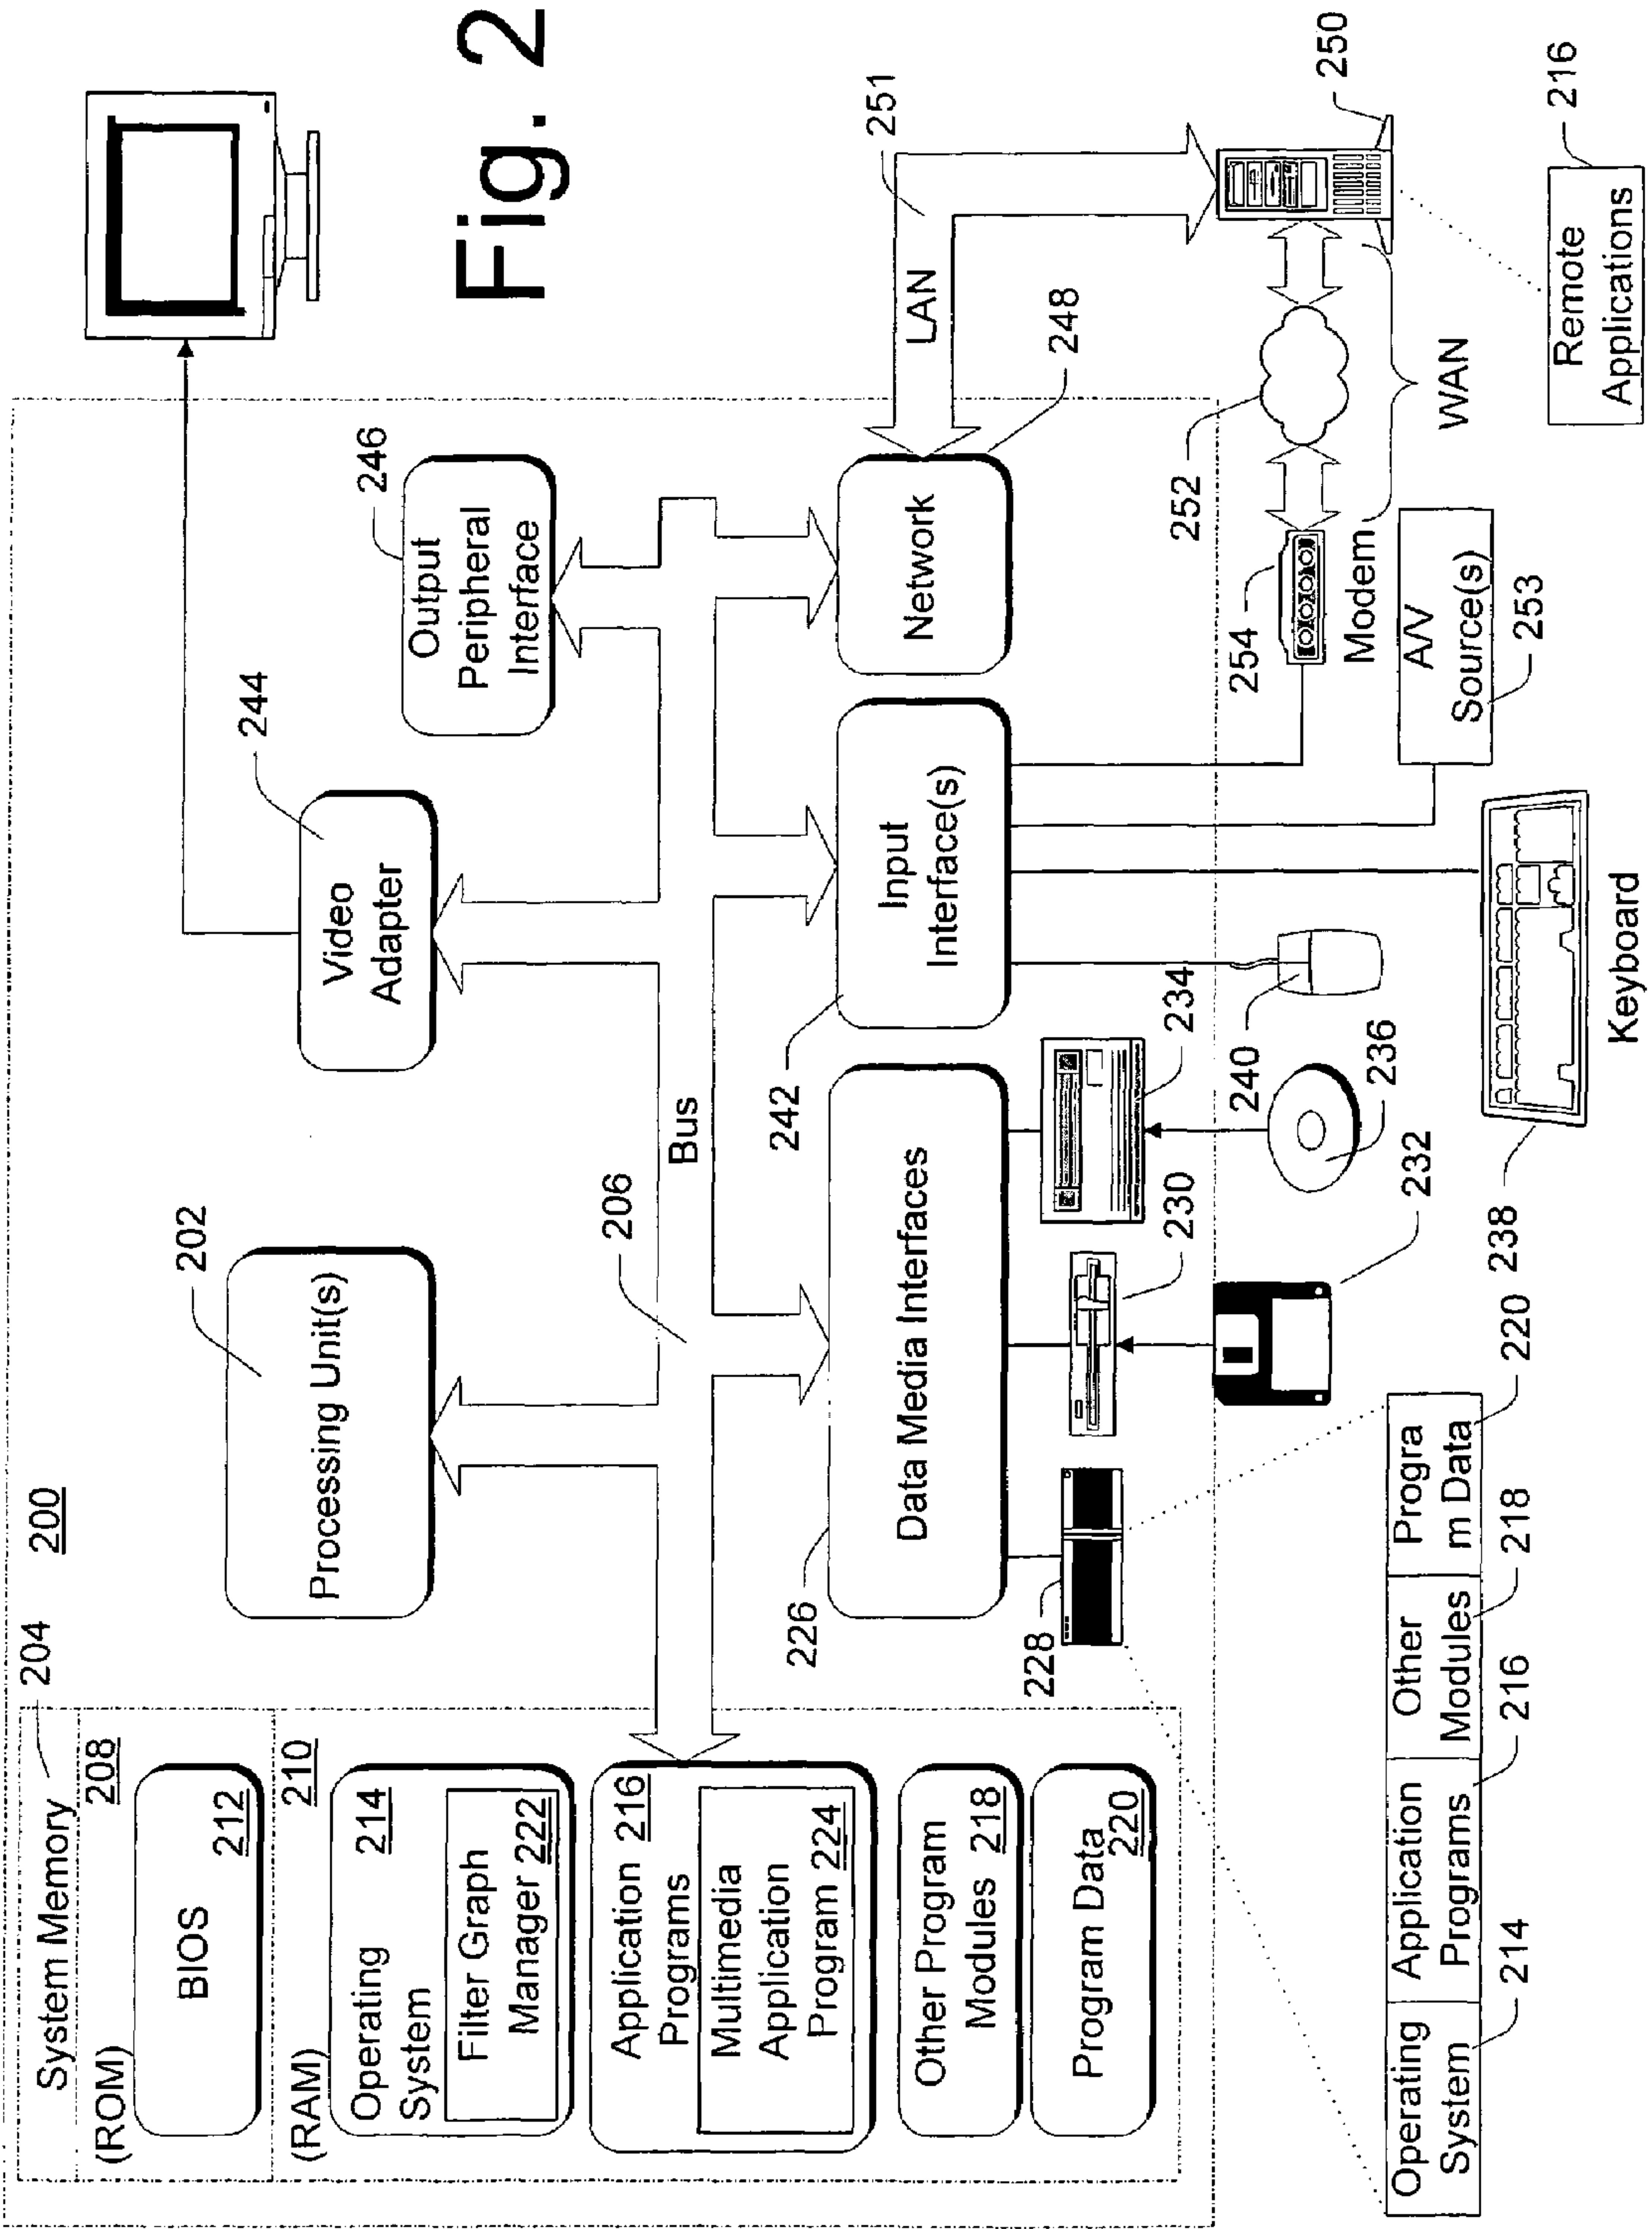 200
System Memory
204
(ROM)
208
BIOS
212
(RAM)
210
Operating
214
System
Filter Graph
Manager 222
Application 216
Programs
Multimedia
Application
Program 224
Other Program
Modules 218
Program Data
220
202
Processing Unit(s)
206
Bus
244
Video
Adapter
246
Output
Peripheral
Interface
Fig. 2
226
Data Media Interfaces
242
Input
Interface(s)
Network
248
LAN
251
228
230
234
232
236
240
254
Modem
252
WAN
250
A/V
Source(s)
253
Remote
Applications
216
Operating
System
214
Application
Programs
216
Other
Modules
218
Progra
m Data
220
238
Keyboard